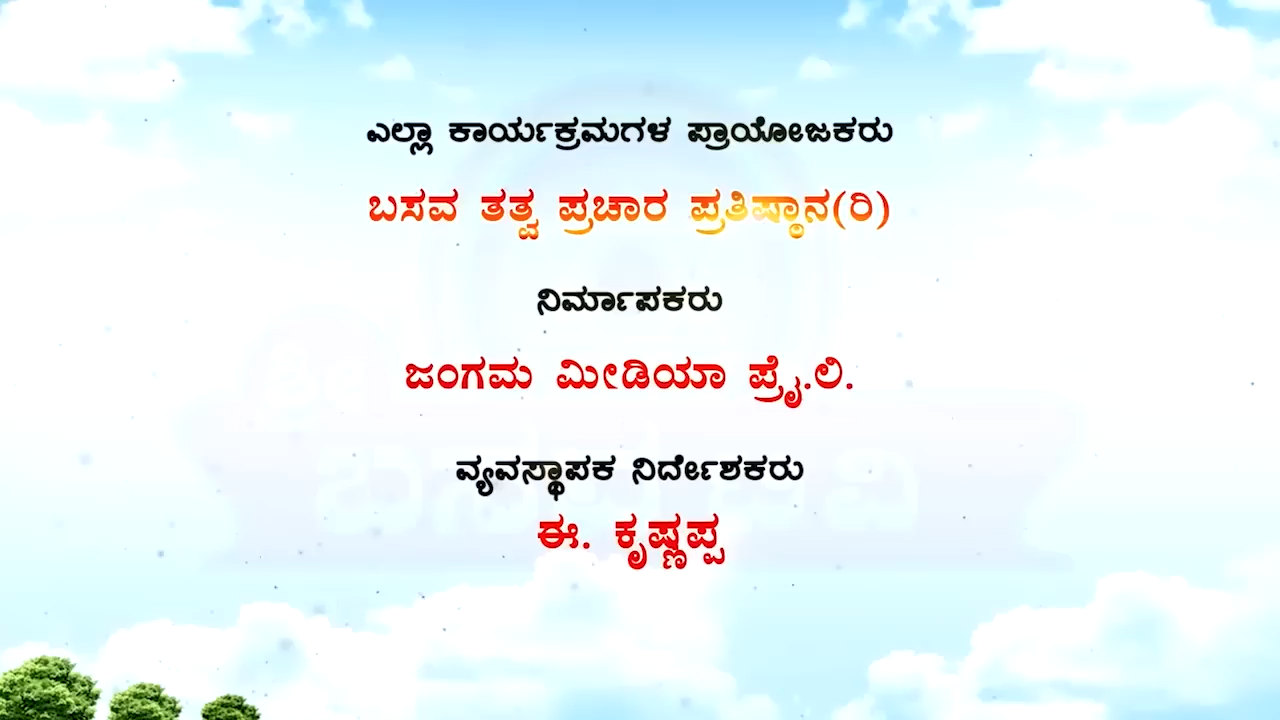 ಎಲ್ಲಾ ಕಾರ್ಯಕ್ರಮಗಳ ಪ್ರಾಯೋಜಕರು
ಬಸವ ತತ್ವ ಪ್ರಚಾರ ಪ್ರತಿಷ್ಠಾನ(ರಿ)
ನಿರ್ಮಾಪಕರು
ಜಂಗಮ ಮೀಡಿಯಾ ಪ್ರೈ.ಲಿ.
ವ್ಯವಸ್ಥಾಪಕ ನಿರ್ದೇಶಕರು
ಈ. ಕೃಷ್ಣಪ್ಪ